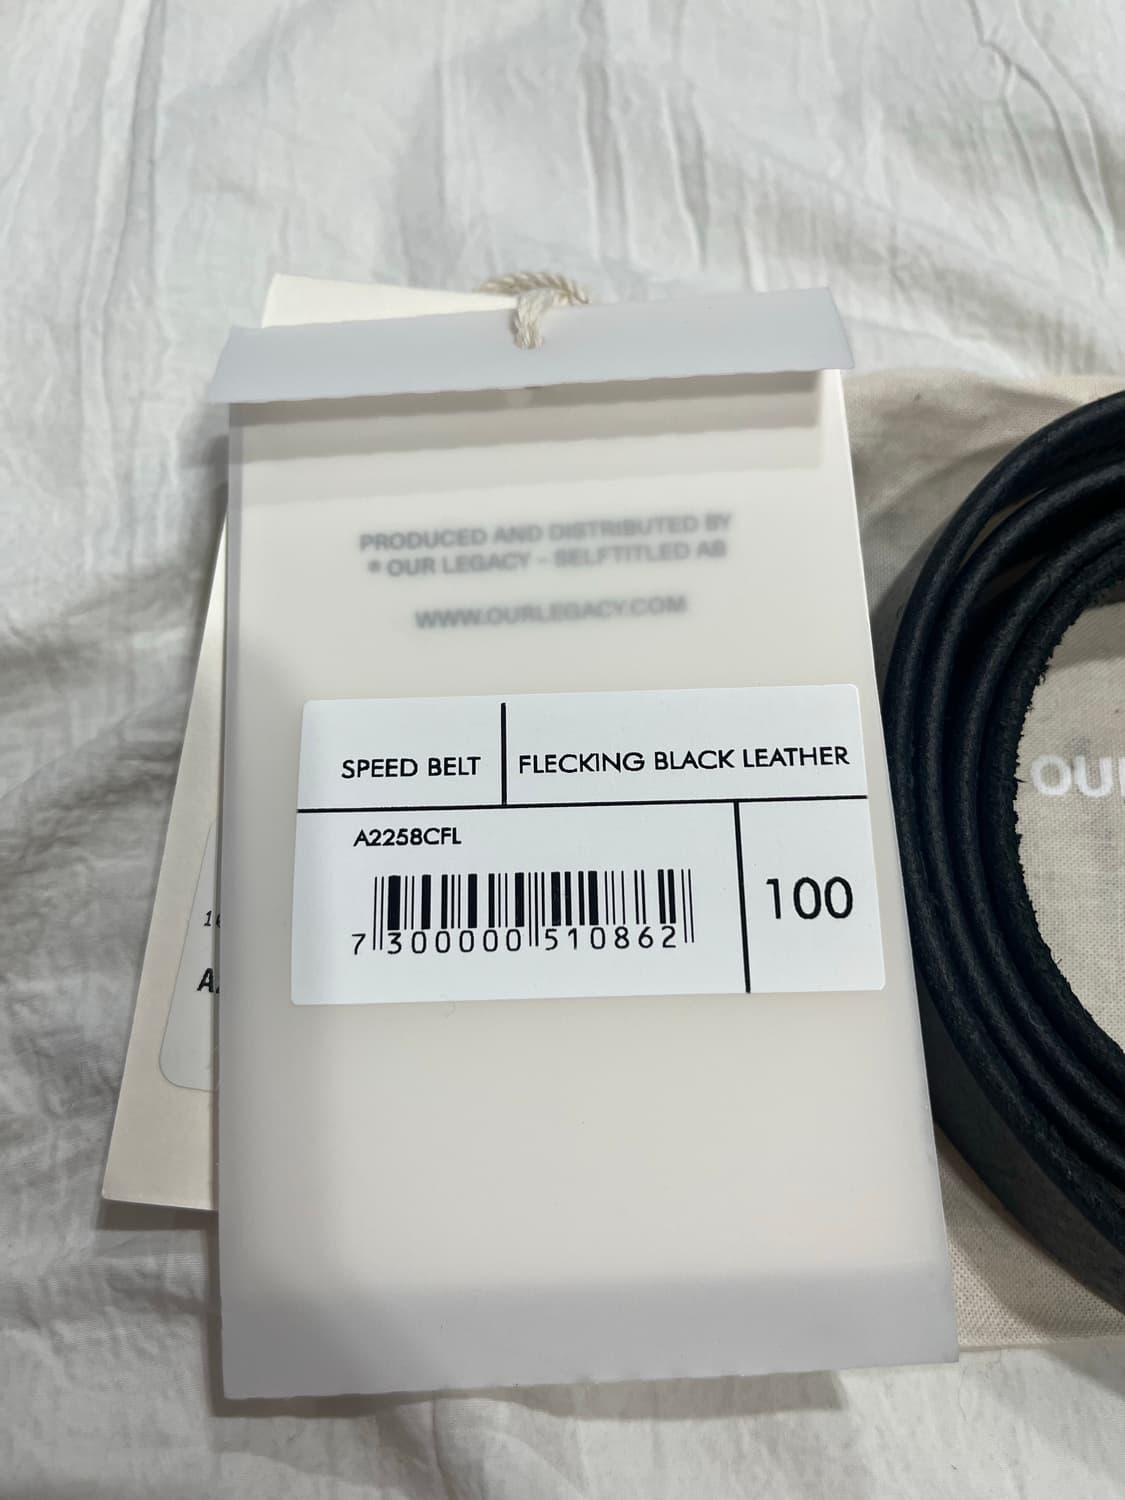 PRODUCED AND DISTRIBUTED BY
® OUR LEGACY - SELFTITLED AB
WWW.OURLEGACY.COM
SPEED BELT
FLECKING BLACK LEATHER
A2258CFL
7 300000 510862
100
OU